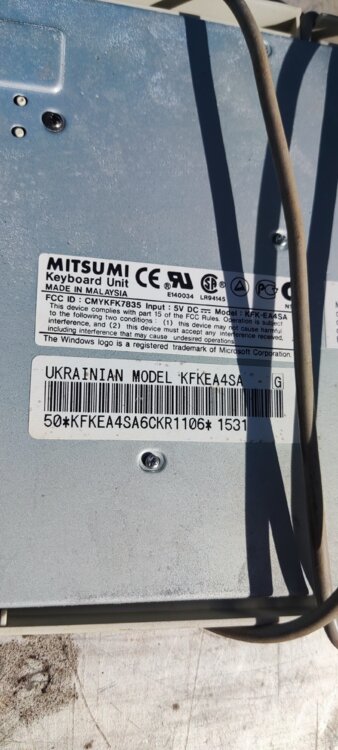 MITSUMI
Keyboard Unit
MADE IN MALAYSIA
E140034 LR94145
FCC ID : CMYKFK7835 Input : 5V DC Model : KFK-EA4SA
This device complies with part 15 of the FCC Rules. Operation is subject
to the following two conditions : (1) this device may not cause harmful
interference, and (2) this device must accept any interference received,
including interference that may cause undesired operations.
The Windows logo is a registered trademark of Microsoft Corporation.
UKRAINIAN MODEL KFKEA4SA - G
50*KFKEA4SA6CKR1106* 1531